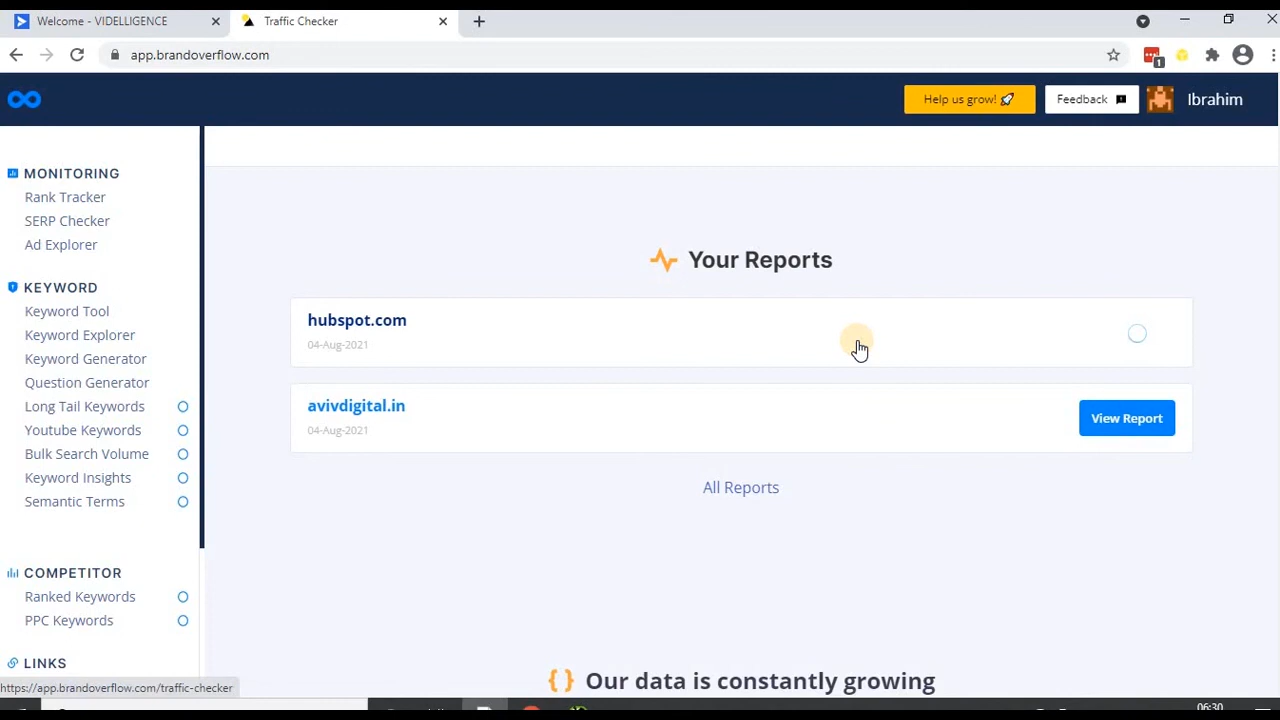 Welcome - VIDELLIGENCE
Traffic Checker
app.brandoverflow.com
1
Help us grow!
Feedback
Ibrahim
MONITORING
Rank Tracker
SERP Checker
Ad Explorer
KEYWORD
Keyword Tool
Keyword Explorer
Keyword Generator
Question Generator
Long Tail Keywords
Youtube Keywords
Bulk Search Volume
Keyword Insights
Semantic Terms
COMPETITOR
Ranked Keywords
PPC Keywords
LINKS
Your Reports
hubspot.com
04-Aug-2021
avivdigital.in
04-Aug-2021
View Report
All Reports
{ } Our data is constantly growing
https://app.brandoverflow.com/traffic-checker
06:30